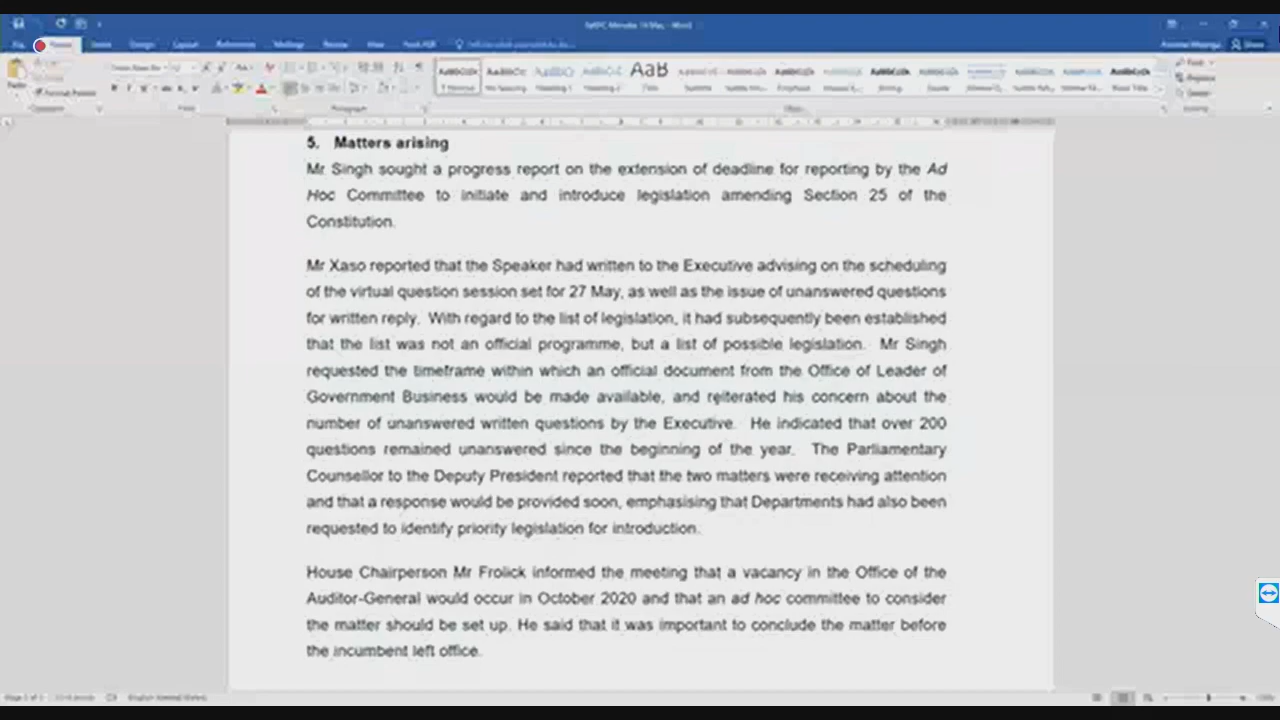 Design
Layout
References
Mailings
Review
View
Share
AaB
5. Matters arising
Mr Singh sought a progress report on the extension of deadline for reporting by the Ad
Hoc Committee to initiate and introduce legislation amending Section 25 of the
Constitution.
Mr Xaso reported that the Speaker had written to the Executive advising on the scheduling
of the virtual question session set for 27 May, as well as the issue of unanswered questions
for written reply. With regard to the list of legislation, it had subsequently been established
that the list was not an official programme, but a list of possible legislation. Mr Singh
requested the timeframe within which an official document from the Office of Leader of
Government Business would be made available, and reiterated his concern about the
number of unanswered written questions by the Executive. He indicated that over 200
questions remained unanswered since the beginning of the year. The Parliamentary
Counsellor to the Deputy President reported that the two matters were receiving attention
and that a response would be provided soon, emphasising that Departments had also been
requested to identify priority legislation for introduction.
House Chairperson Mr Frolick informed the meeting that a vacancy in the Office of the
Auditor-General would occur in October 2020 and that an ad hoc committee to consider
the matter should be set up. He said that it was important to conclude the matter before
the incumbent left office.